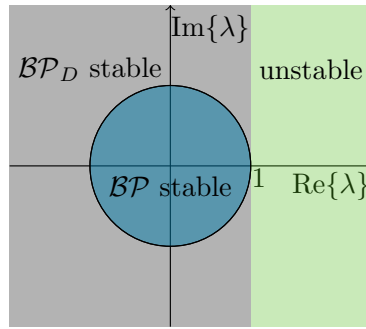 Im{λ}
𝓑𝓟_D stable
unstable
𝓑𝓟 stable
1
Re{λ}